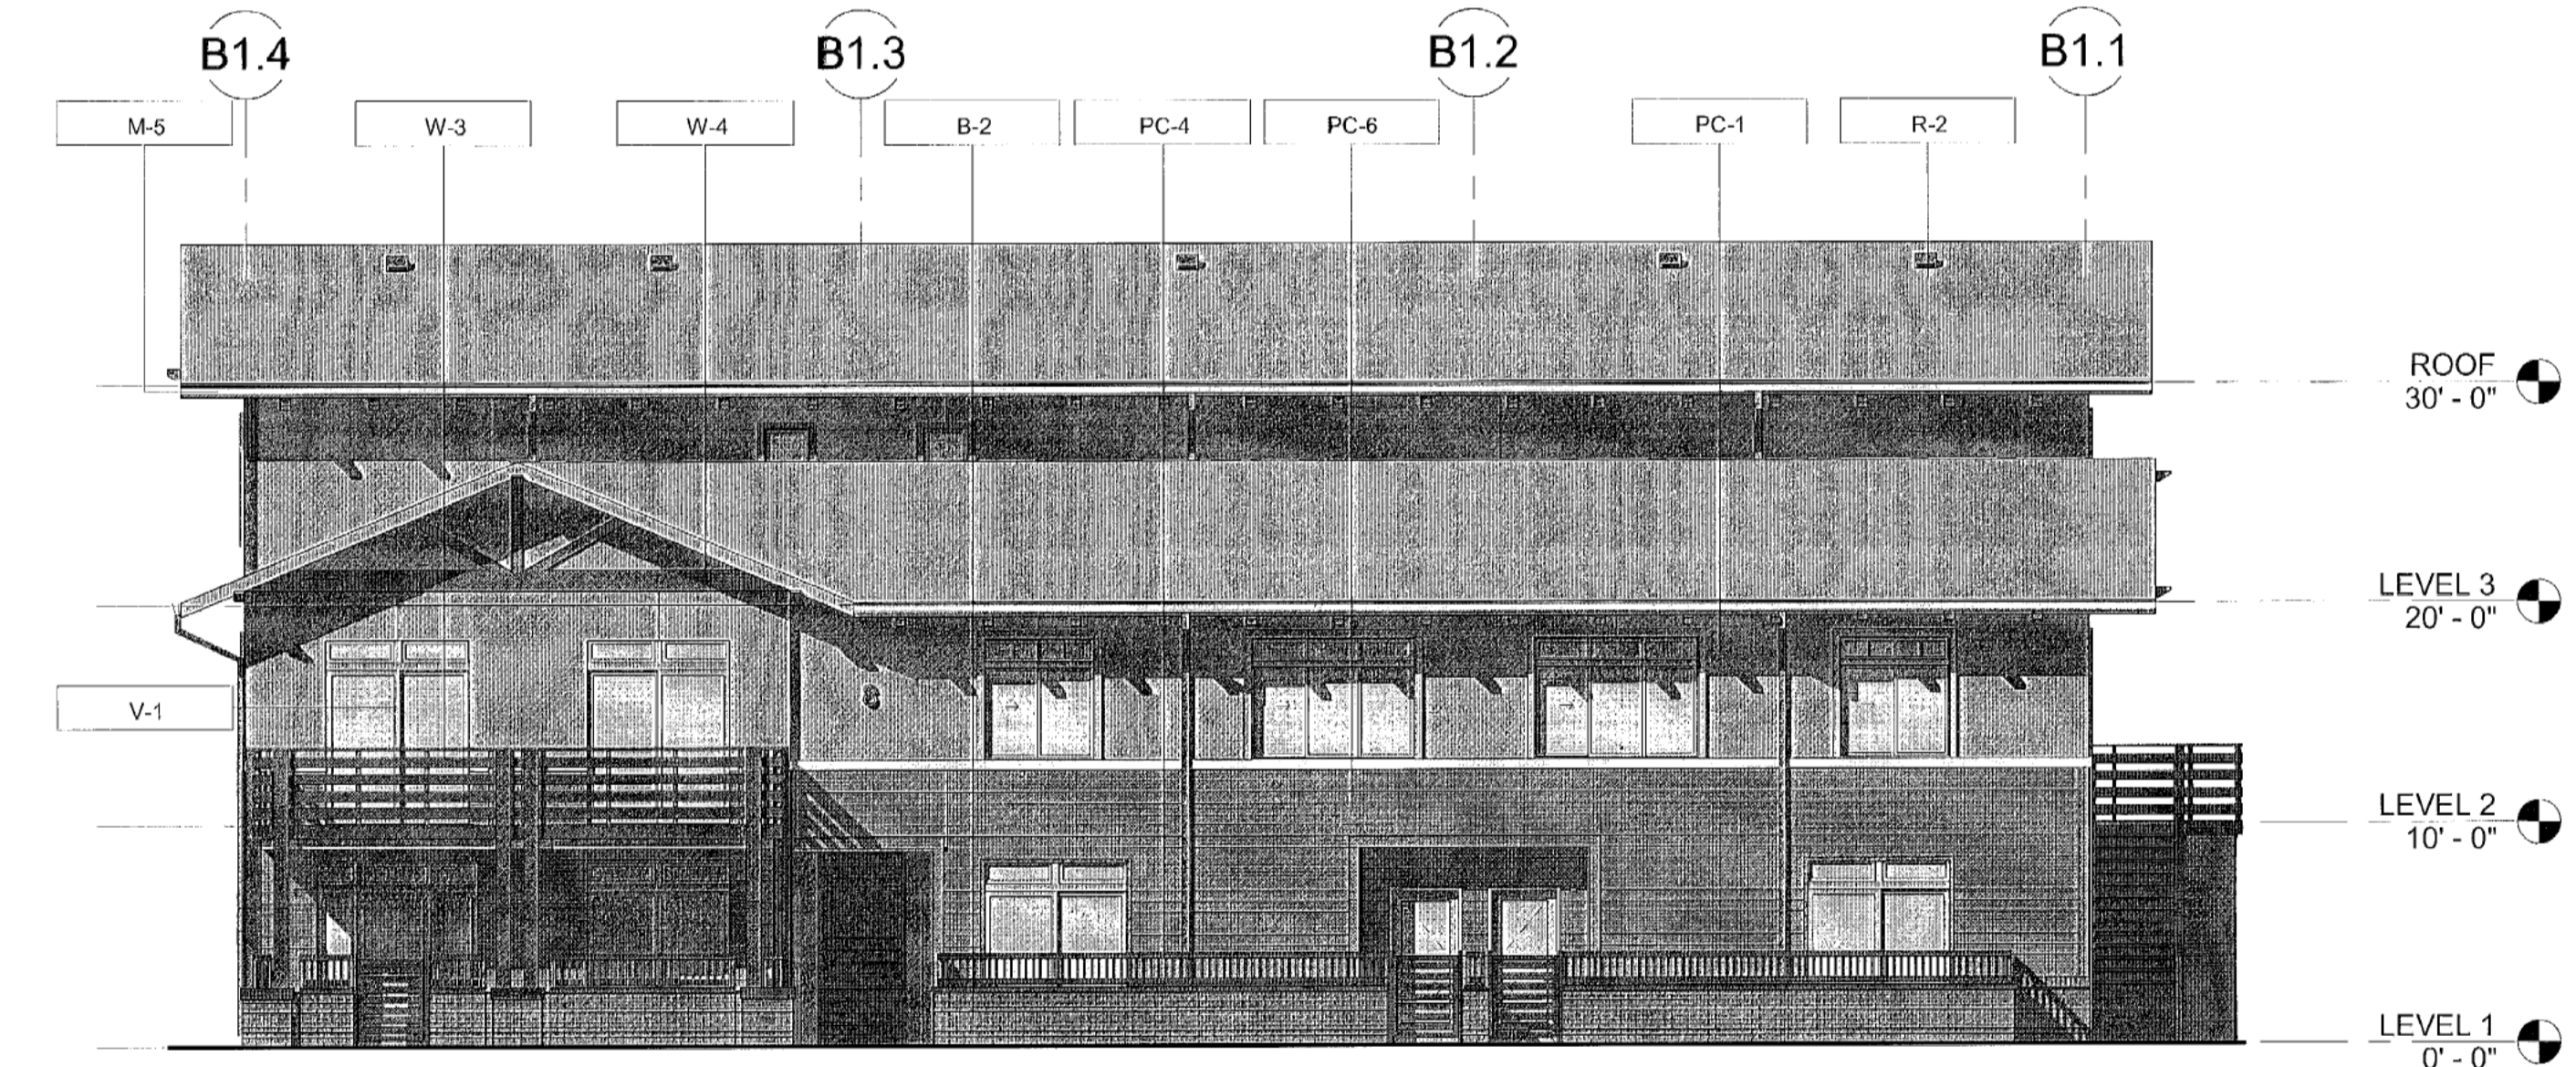 B1.4 B1.3 B1.2 B1.1
M-5 W-3 W-4 B-2 PC-4 PC-6 PC-1 R-2
ROOF
30' - 0"
LEVEL 3
20' - 0"
V-1
LEVEL 2
10' - 0"
LEVEL 1
0' - 0"